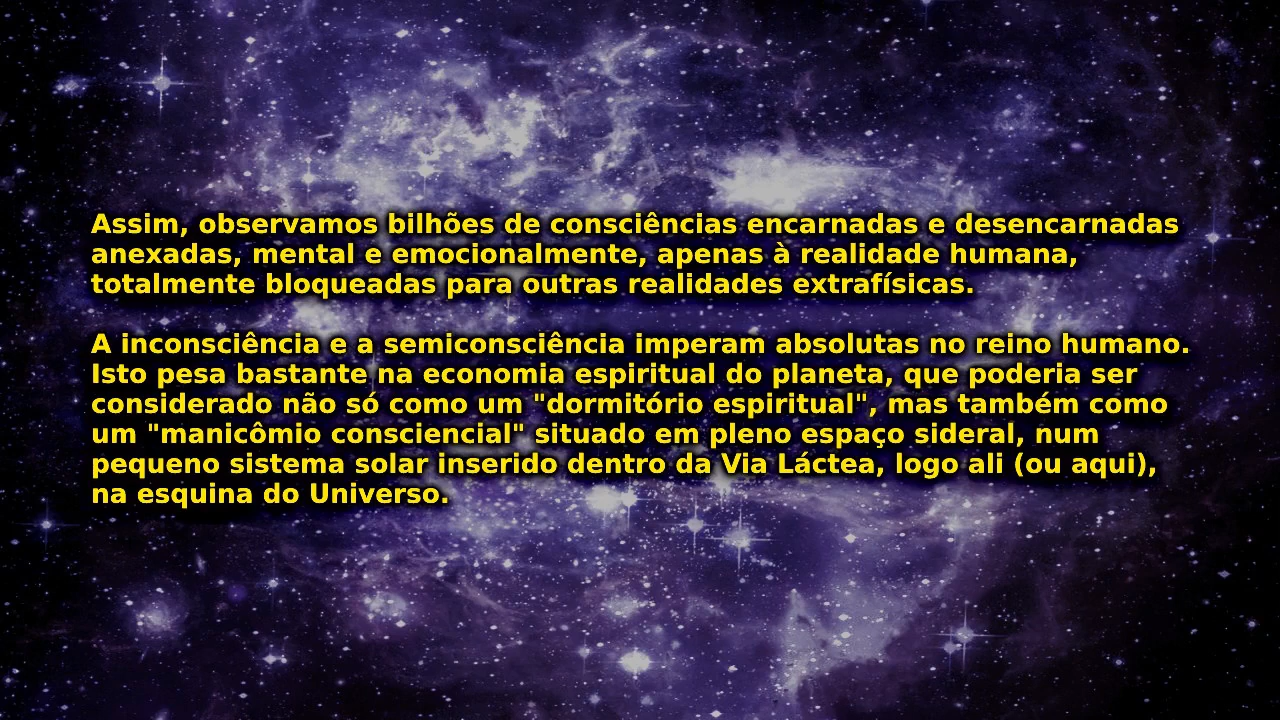 Assim, observamos bilhões de consciências encarnadas e desencarnadas
anexadas, mental e emocionalmente, apenas à realidade humana,
totalmente bloqueadas para outras realidades extrafísicas.
A inconsciência e a semiconsciência imperam absolutas no reino humano.
Isto pesa bastante na economia espiritual do planeta, que poderia ser
considerado não só como um "dormitório espiritual", mas também como
um "manicômio consciencial" situado em pleno espaço sideral, num
pequeno sistema solar inserido dentro da Via Láctea, logo ali (ou aqui),
na esquina do Universo.